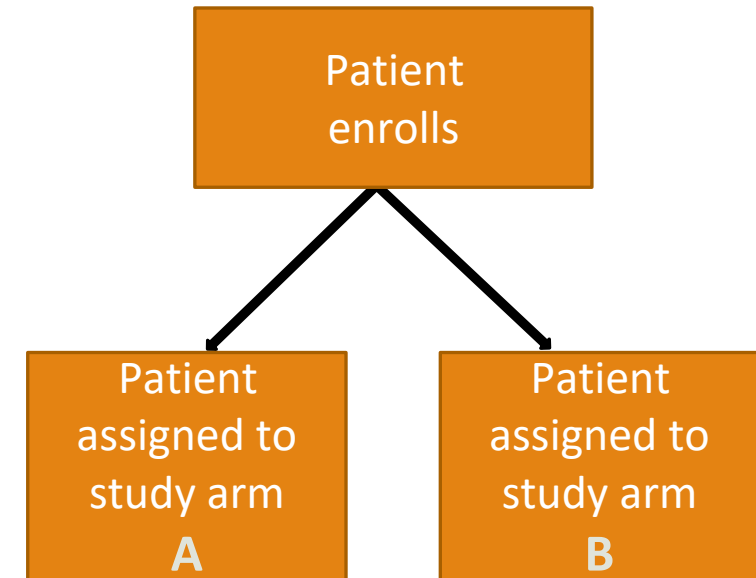 Patient
enrolls
Patient
assigned to
study arm
A
Patient
assigned to
study arm
B